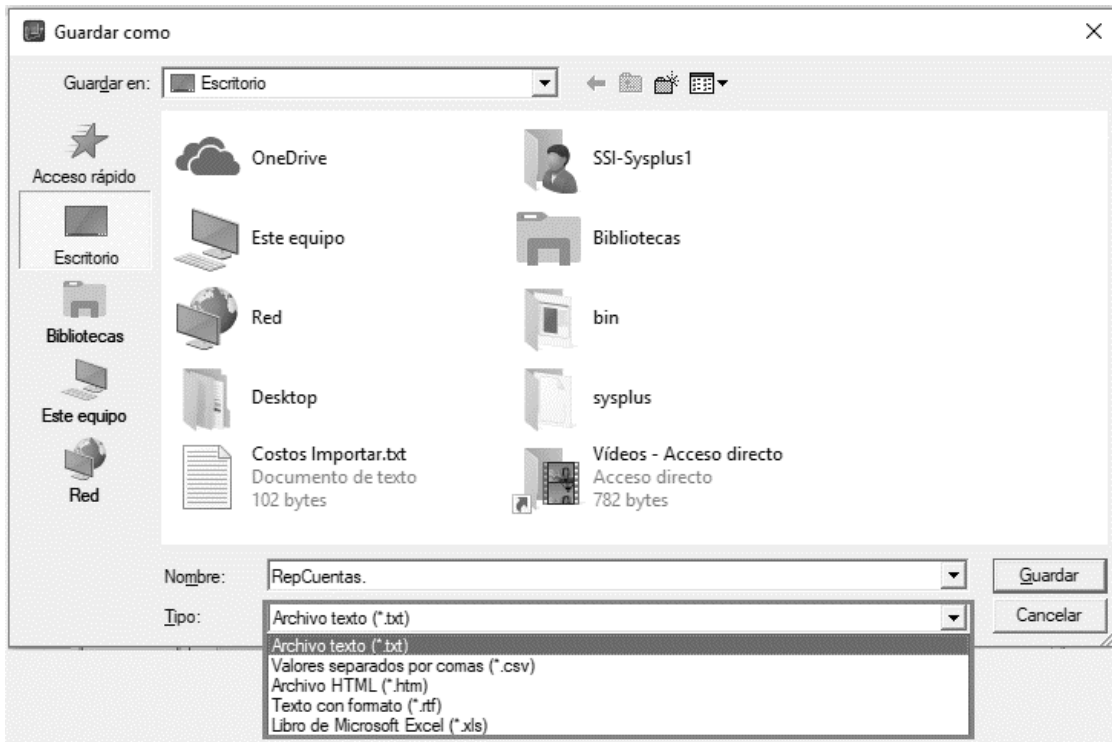 Guardar como
Guardar en:
Escritorio
Acceso rápido
Escritorio
Bibliotecas
Este equipo
Red
OneDrive
SSI-Sysplus1
Este equipo
Bibliotecas
Red
bin
Desktop
sysplus
Costos Importar.txt
Documento de texto
102 bytes
Vídeos - Acceso directo
Acceso directo
782 bytes
Nombre:
RepCuentas.
Guardar
Tipo:
Archivo texto (*.txt)
Cancelar
Archivo texto (*.txt)
Valores separados por comas (*.csv)
Archivo HTML (*.htm)
Texto con formato (*.rtf)
Libro de Microsoft Excel (*.xls)